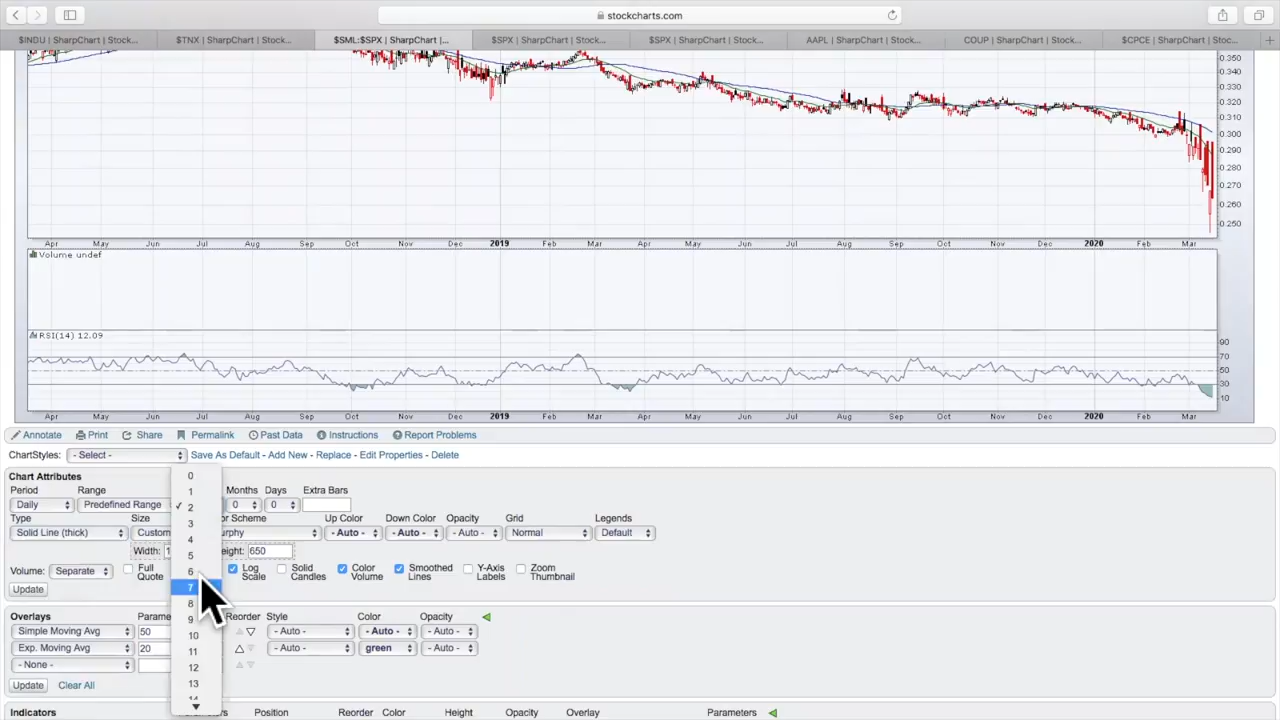 stockcharts.com
$INDU | SharpChart | Stock... $TNX | SharpChart | Stock... $SML:$SPX | SharpChart |... $SPX | SharpChart | Stock... $SPX | SharpChart | Stock... AAPL | SharpChart | Stock... COUP | SharpChart | Stock... $CPCE | SharpChart | Stock...
0.350
0.340
0.330
0.320
0.310
0.300
0.290
0.280
0.270
0.260
0.250
Apr May Jun Jul Aug Sep Oct Nov Dec 2019 Feb Mar Apr May Jun Jul Aug Sep Oct Nov Dec 2020 Feb Mar
Volume undef
RSI(14) 12.09
90
70
50
30
10
Apr May Jun Jul Aug Sep Oct Nov Dec 2019 Feb Mar Apr May Jun Jul Aug Sep Oct Nov Dec 2020 Feb Mar
Annotate Print Share Permalink Past Data Instructions Report Problems
ChartStyles: - Select - Save As Default - Add New - Replace - Edit Properties - Delete
Chart Attributes
Period Range Months Days Extra Bars
Daily Predefined Range 0 0
Type Size or Scheme Up Color Down Color Opacity Grid Legends
Solid Line (thick) Custom urphy - Auto - - Auto - - Auto - Normal Default
Width: 1 eight: 650
Volume: Separate Full Quote Log Scale Solid Candles Color Volume Smoothed Lines Y-Axis Labels Zoom Thumbnail
Update
0
1
✓ 2
3
4
5
6
7
8
9
10
11
12
13
14
Overlays Parame Reorder Style Color Opacity
Simple Moving Avg 50 - Auto - - Auto - - Auto -
Exp. Moving Avg 20 - Auto - green - Auto -
- None -
Update Clear All
Indicators rameters Position Reorder Color Height Opacity Overlay Parameters